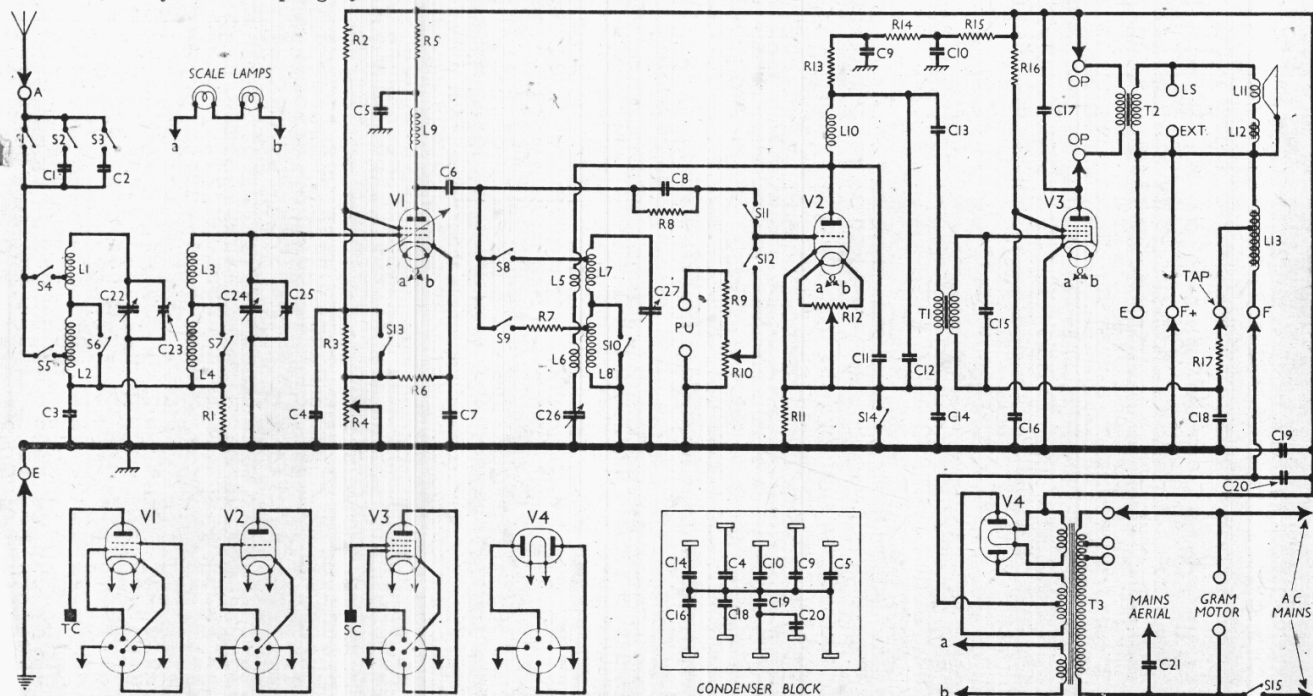 R2
R5
R14
R15
C9
C10
R13
R16
OP
LS
L11
T2
C17
EXT
L12
A
SCALE LAMPS
S2
S3
C1
C2
a
b
C5
L9
L10
C13
OP
C6
C8
R8
S11
S12
V1
V2
V3
a b
a b
a b
S4
L1
C22
C23
S5
S6
L2
L3
C24
C25
S7
L4
S8
S9
R7
L5
L7
C27
L6
L8
S10
PU
R9
R10
R12
T1
C15
L13
TAP
E
F+
F
C3
R1
C4
R3
S13
R6
R4
C7
C26
R11
C11
C12
S14
C14
C16
R17
C18
C19
C20
E
V1
V2
V3
V4
TC
SC
C14
C4
C10
C9
C5
C16
C18
C19
C20
CONDENSER BLOCK
V4
T3
a
b
MAINS AERIAL
C21
GRAM MOTOR
A C MAINS
S15